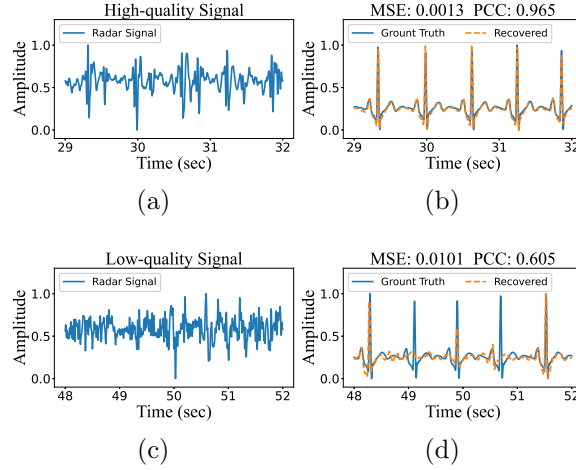 High-quality Signal
Radar Signal
Amplitude
1.0
0.5
0.0
29 30 31 32
Time (sec)
(a)
MSE: 0.0013 PCC: 0.965
Grount Truth Recovered
Amplitude
1.0
0.5
0.0
29 30 31 32
Time (sec)
(b)
Low-quality Signal
Radar Signal
Amplitude
1.0
0.5
0.0
48 49 50 51 52
Time (sec)
(c)
MSE: 0.0101 PCC: 0.605
Grount Truth Recovered
Amplitude
1.0
0.5
0.0
48 49 50 51 52
Time (sec)
(d)